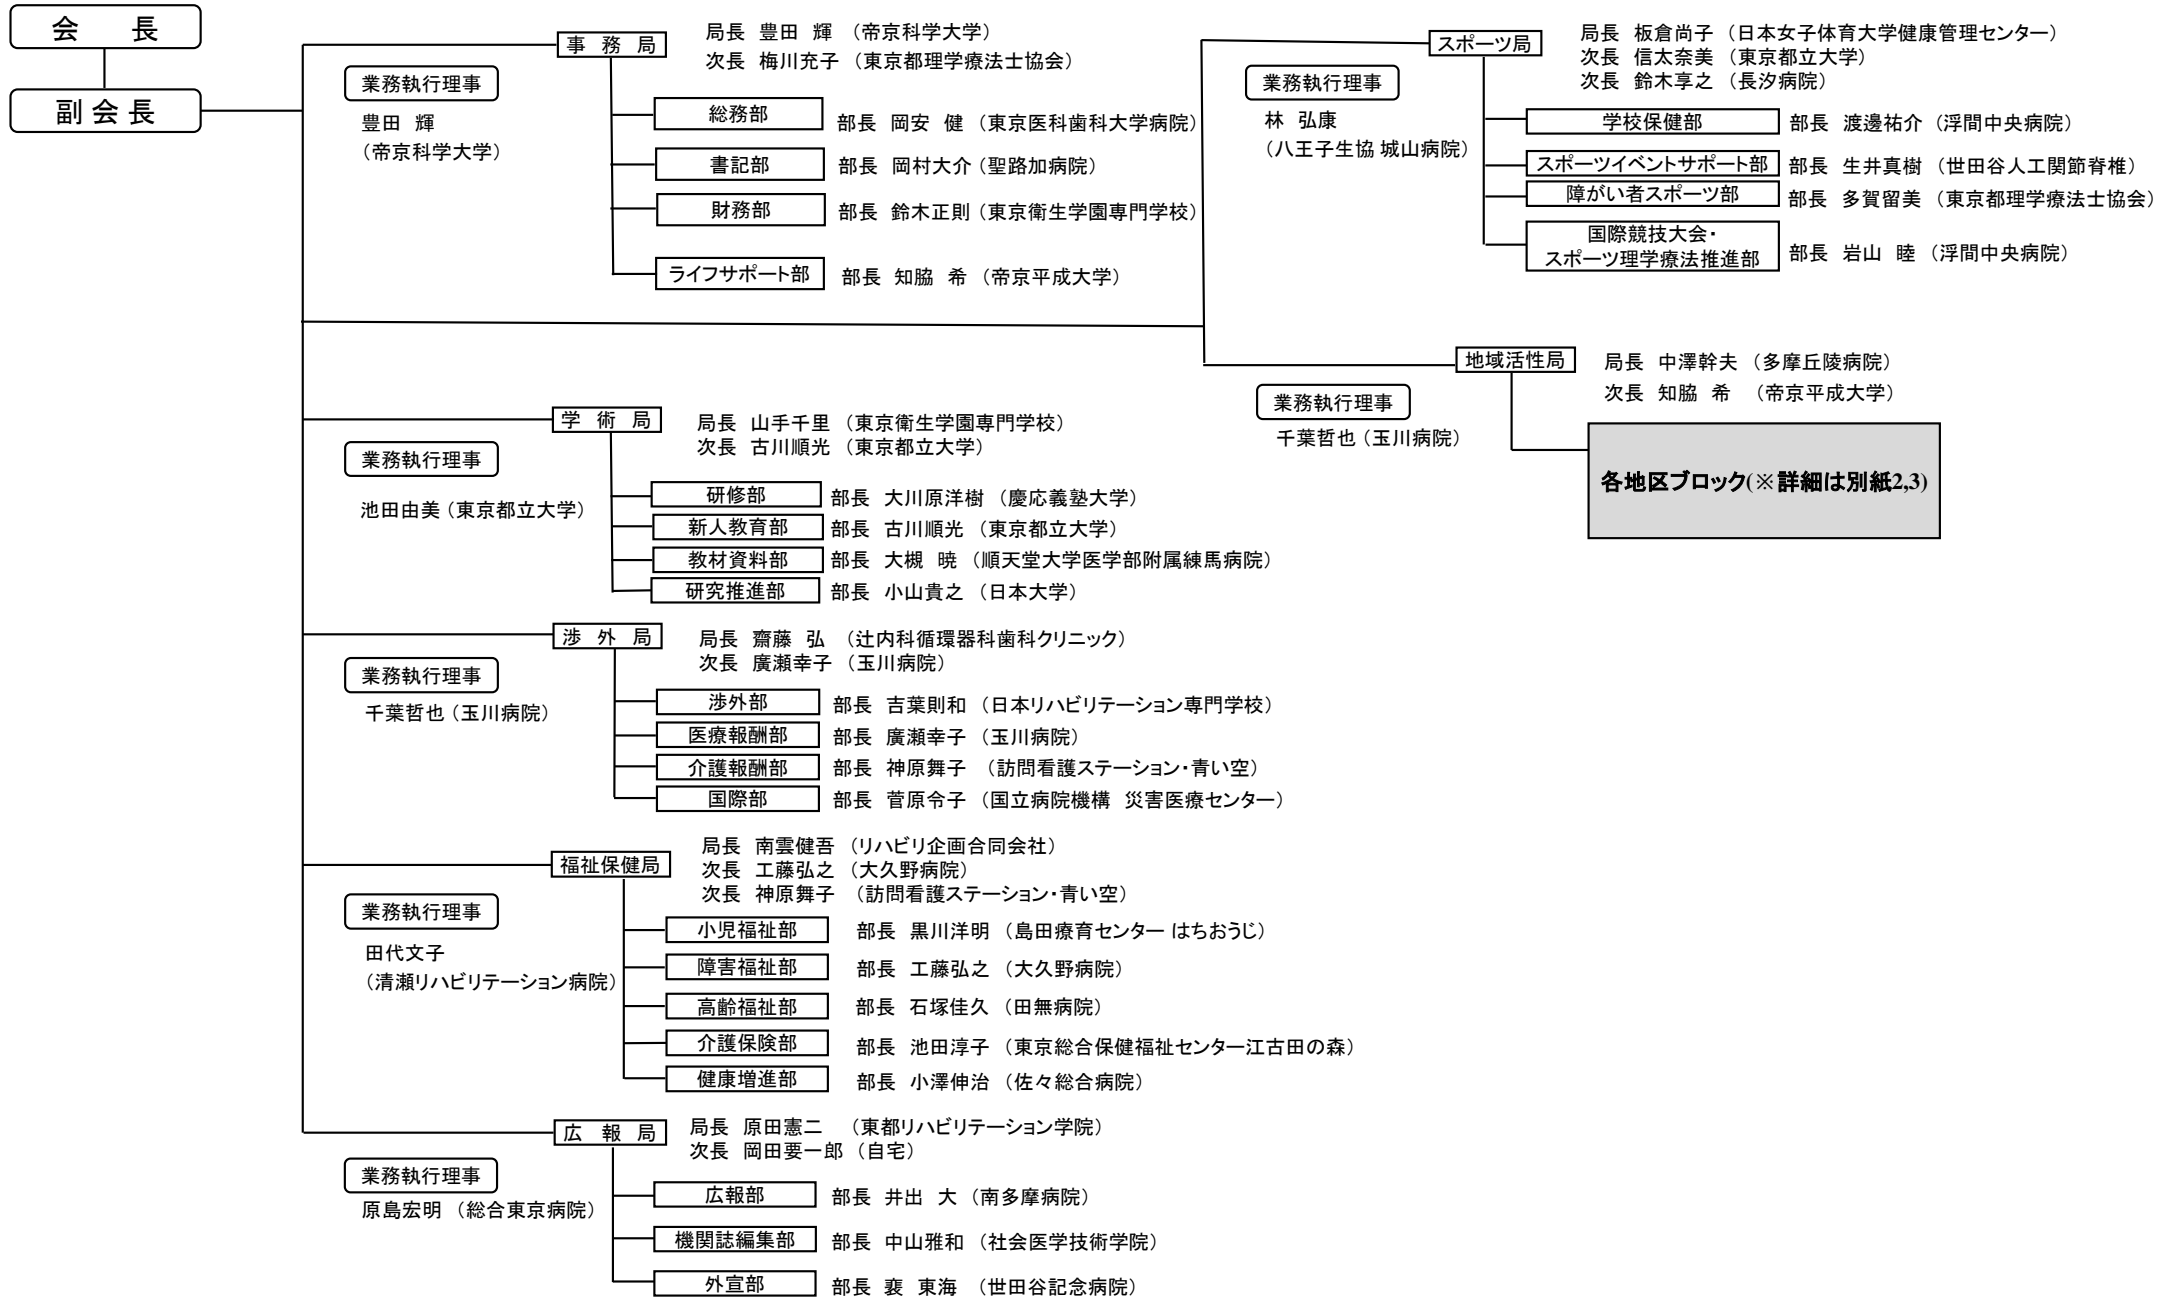 会　　長
副 会 長
事　務　局
局長　豊田　輝　（帝京科学大学）
次長　梅川充子　（東京都理学療法士協会）
業務執行理事
豊田　輝
（帝京科学大学）
総務部
部長　岡安　健　（東京医科歯科大学病院）
書記部
部長　岡村大介　（聖路加病院）
財務部
部長　鈴木正則　（東京衛生学園専門学校）
ライフサポート部
部長　知脇　希　（帝京平成大学）
学　術　局
局長　山手千里　（東京衛生学園専門学校）
次長　古川順光　（東京都立大学）
業務執行理事
池田由美（東京都立大学）
研修部
部長　大川原洋樹　（慶応義塾大学）
新人教育部
部長　古川順光　（東京都立大学）
教材資料部
部長　大槻　暁　（順天堂大学医学部附属練馬病院）
研究推進部
部長　小山貴之　（日本大学）
渉　外　局
局長　齋藤　弘　（辻内科循環器科歯科クリニック）
次長　廣瀬幸子　（玉川病院）
業務執行理事
千葉哲也（玉川病院）
渉外部
部長　吉葉則和　（日本リハビリテーション専門学校）
医療報酬部
部長　廣瀬幸子　（玉川病院）
介護報酬部
部長　神原舞子　（訪問看護ステーション・青い空）
国際部
部長　菅原令子　（国立病院機構　災害医療センター）
福祉保健局
局長　南雲健吾　（リハビリ企画合同会社）
次長　工藤弘之　（大久野病院）
次長　神原舞子　（訪問看護ステーション・青い空）
業務執行理事
田代文子
（清瀬リハビリテーション病院）
小児福祉部
部長　黒川洋明　（島田療育センター はちおうじ）
障害福祉部
部長　工藤弘之　（大久野病院）
高齢福祉部
部長　石塚佳久　（田無病院）
介護保険部
部長　池田淳子　（東京総合保健福祉センター江古田の森）
健康増進部
部長　小澤伸治　（佐々総合病院）
広　報　局
局長　原田憲二　（東都リハビリテーション学院）
次長　岡田要一郎　（自宅）
業務執行理事
原島宏明　（総合東京病院）
広報部
部長　井出　大　（南多摩病院）
機関誌編集部
部長　中山雅和　（社会医学技術学院）
外宣部
部長　裵　東海　（世田谷記念病院）
スポーツ局
局長　板倉尚子　（日本女子体育大学健康管理センター）
次長　信太奈美　（東京都立大学）
次長　鈴木享之　（長汐病院）
業務執行理事
林　弘康
（八王子生協 城山病院）
学校保健部
部長　渡邊祐介　（浮間中央病院）
スポーツイベントサポート部
部長　生井真樹　（世田谷人工関節脊椎）
障がい者スポーツ部
部長　多賀留美　（東京都理学療法士協会）
国際競技大会・
スポーツ理学療法推進部
部長　岩山　睦　（浮間中央病院）
地域活性局
局長　中澤幹夫　（多摩丘陵病院）
次長　知脇　希　（帝京平成大学）
業務執行理事
千葉哲也（玉川病院）
各地区ブロック(※詳細は別紙2,3)